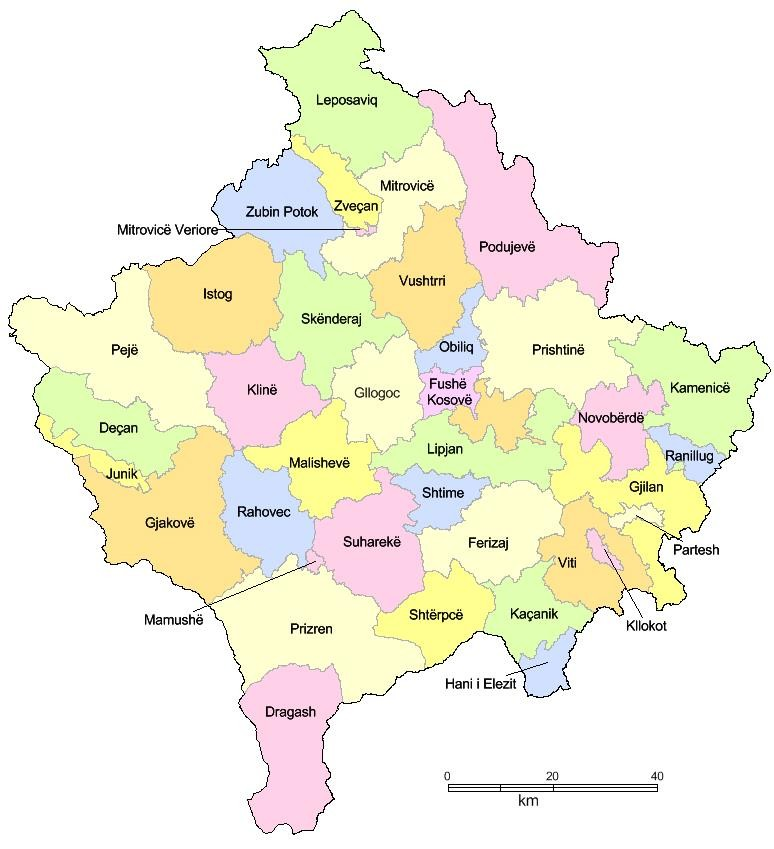 Leposaviq
Mitrovicë
Zveçan
Zubin Potok
Mitrovicë Veriore
Podujevë
Vushtrri
Istog
Skënderaj
Obiliq
Prishtinë
Pejë
Klinë
Gllogoc
Fushë
Kosovë
Kamenicë
Novobërdë
Deçan
Lipjan
Ranillug
Malishevë
Junik
Gjilan
Shtime
Rahovec
Gjakovë
Suharekë
Ferizaj
Partesh
Viti
Mamushë
Kllokot
Shtërpcë
Kaçanik
Prizren
Hani i Elezit
Dragash
0 20 40
km